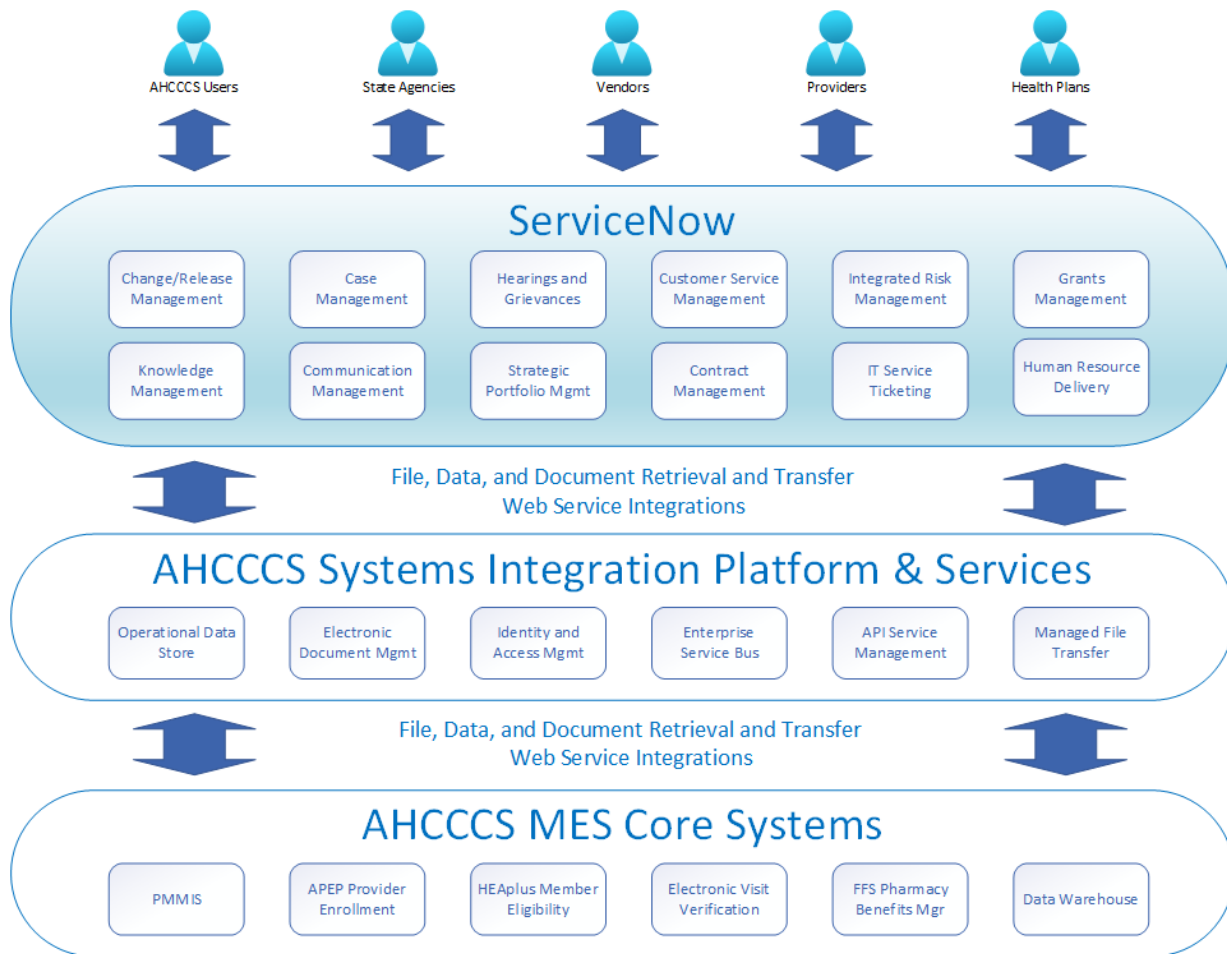 AHCCCS Users
State Agencies
Vendors
Providers
Health Plans
ServiceNow
Change/Release
Management
Case
Management
Hearings and
Grievances
Customer Service
Management
Integrated Risk
Management
Grants
Management
Knowledge
Management
Communication
Management
Strategic
Portfolio Mgmt
Contract
Management
IT Service
Ticketing
Human Resource
Delivery
File, Data, and Document Retrieval and Transfer
Web Service Integrations
AHCCCS Systems Integration Platform & Services
Operational Data
Store
Electronic
Document Mgmt
Identity and
Access Mgmt
Enterprise
Service Bus
API Service
Management
Managed File
Transfer
File, Data, and Document Retrieval and Transfer
Web Service Integrations
AHCCCS MES Core Systems
PMMIS
APEP Provider
Enrollment
HEAplus Member
Eligibility
Electronic Visit
Verification
FFS Pharmacy
Benefits Mgr
Data Warehouse